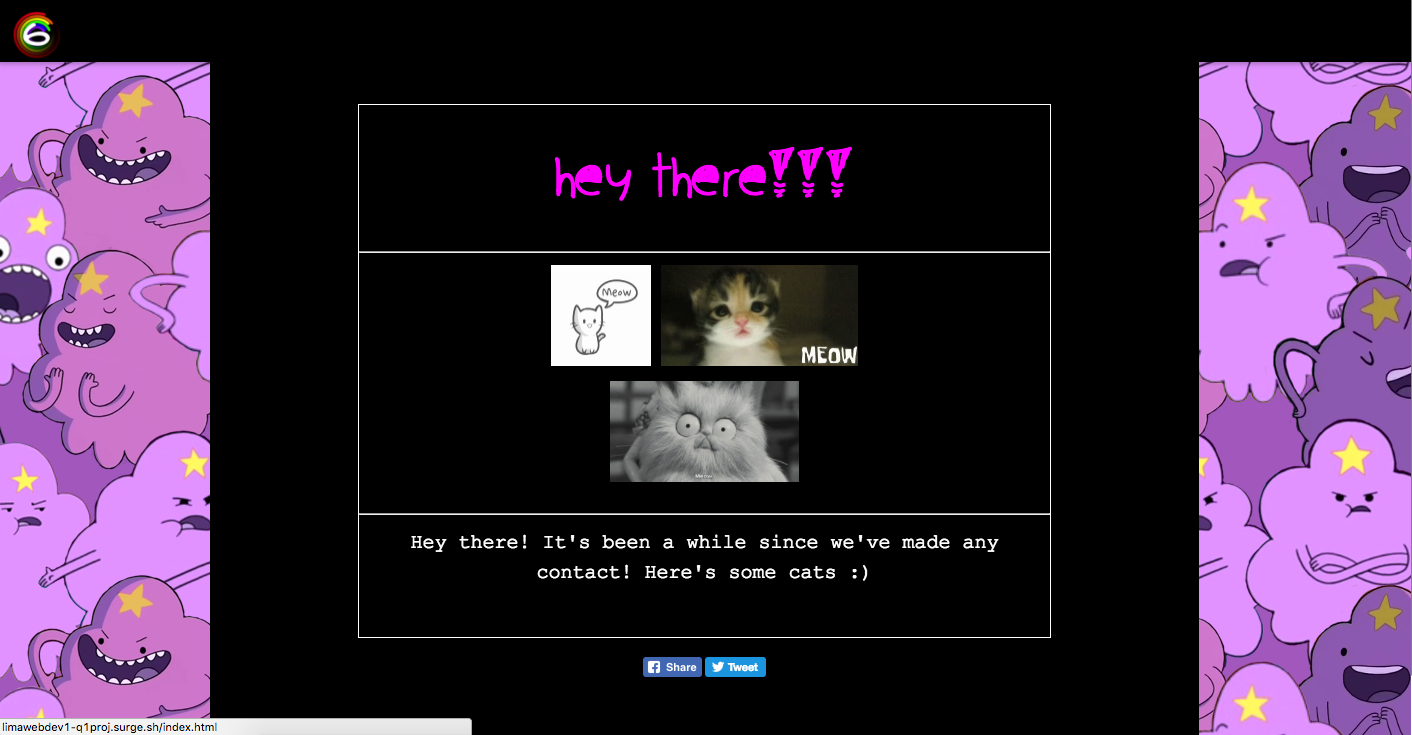 hey there!!!
Meow
MEOW
Meow
Hey there! It's been a while since we've made any
contact! Here's some cats :)
Share
Tweet
limawebdev1-q1proj.surge.sh/index.html